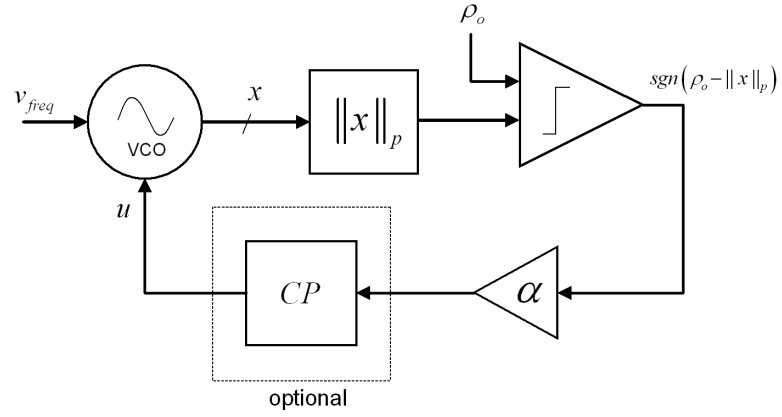 ρ_o
v_freq
VCO
x
‖x‖_p
sgn(ρ_o−‖x‖_p)
u
CP
α
optional